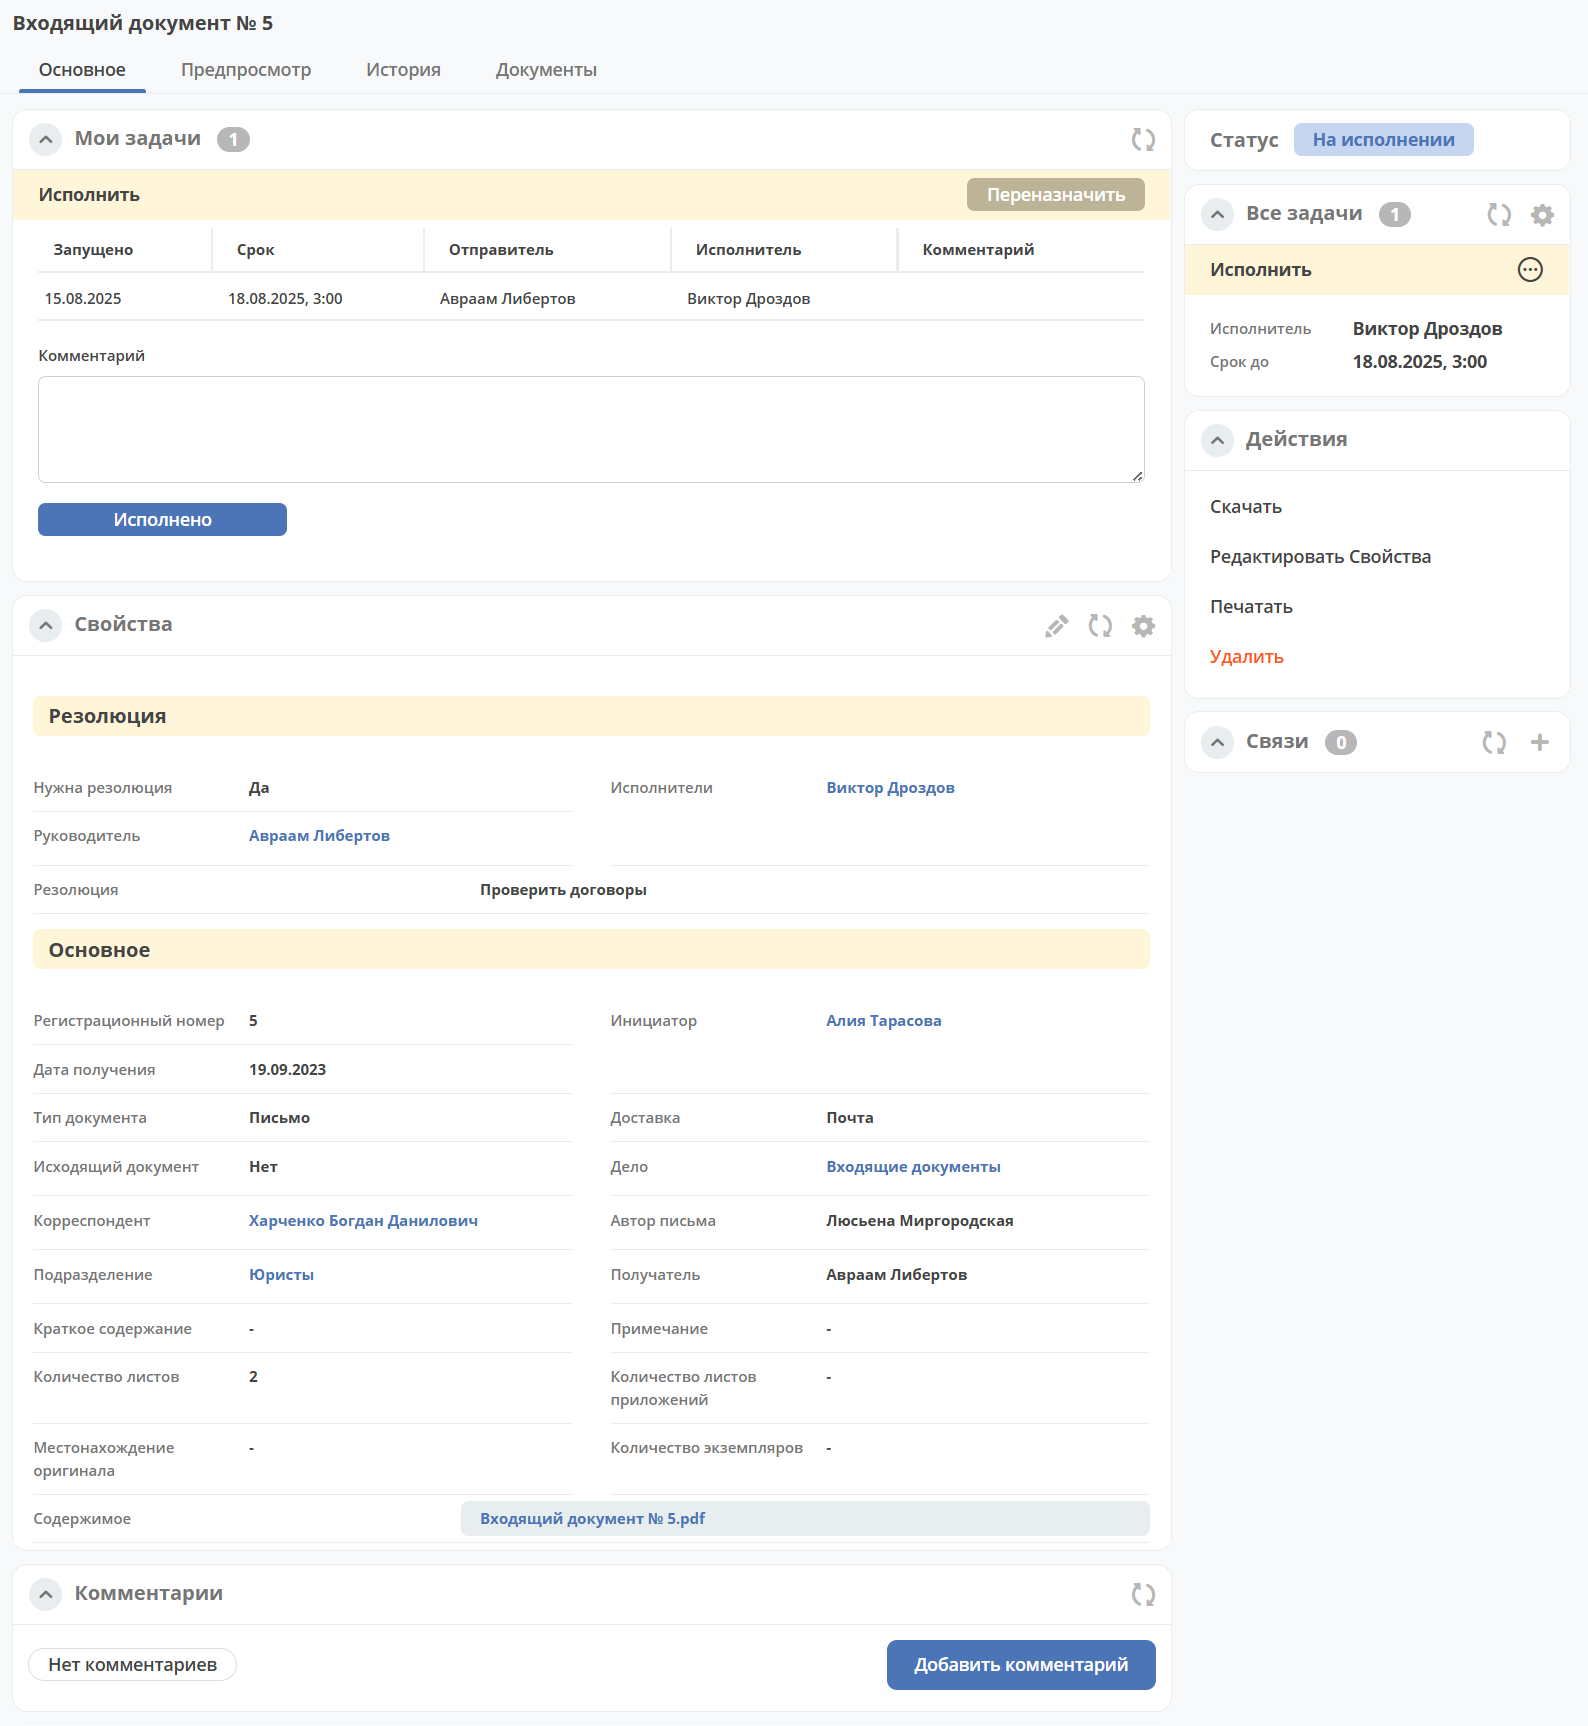 Входящий документ № 5
Основное Предпросмотр История Документы
Мои задачи 1
Исполнить Переназначить
Запущено Срок Отправитель Исполнитель Комментарий
15.08.2025 18.08.2025, 3:00 Авраам Либертов Виктор Дроздов
Комментарий
Исполнено
Свойства
Резолюция
Нужна резолюция Да Исполнители Виктор Дроздов
Руководитель Авраам Либертов
Резолюция Проверить договоры
Основное
Регистрационный номер 5 Инициатор Алия Тарасова
Дата получения 19.09.2023
Тип документа Письмо Доставка Почта
Исходящий документ Нет Дело Входящие документы
Корреспондент Харченко Богдан Данилович Автор письма Люсьена Миргородская
Подразделение Юристы Получатель Авраам Либертов
Краткое содержание - Примечание -
Количество листов 2 Количество листов -
приложений
Местонахождение - Количество экземпляров -
оригинала
Содержимое Входящий документ № 5.pdf
Комментарии
Нет комментариев Добавить комментарий
Статус На исполнении
Все задачи 1
Исполнить
Исполнитель Виктор Дроздов
Срок до 18.08.2025, 3:00
Действия
Скачать
Редактировать Свойства
Печатать
Удалить
Связи 0